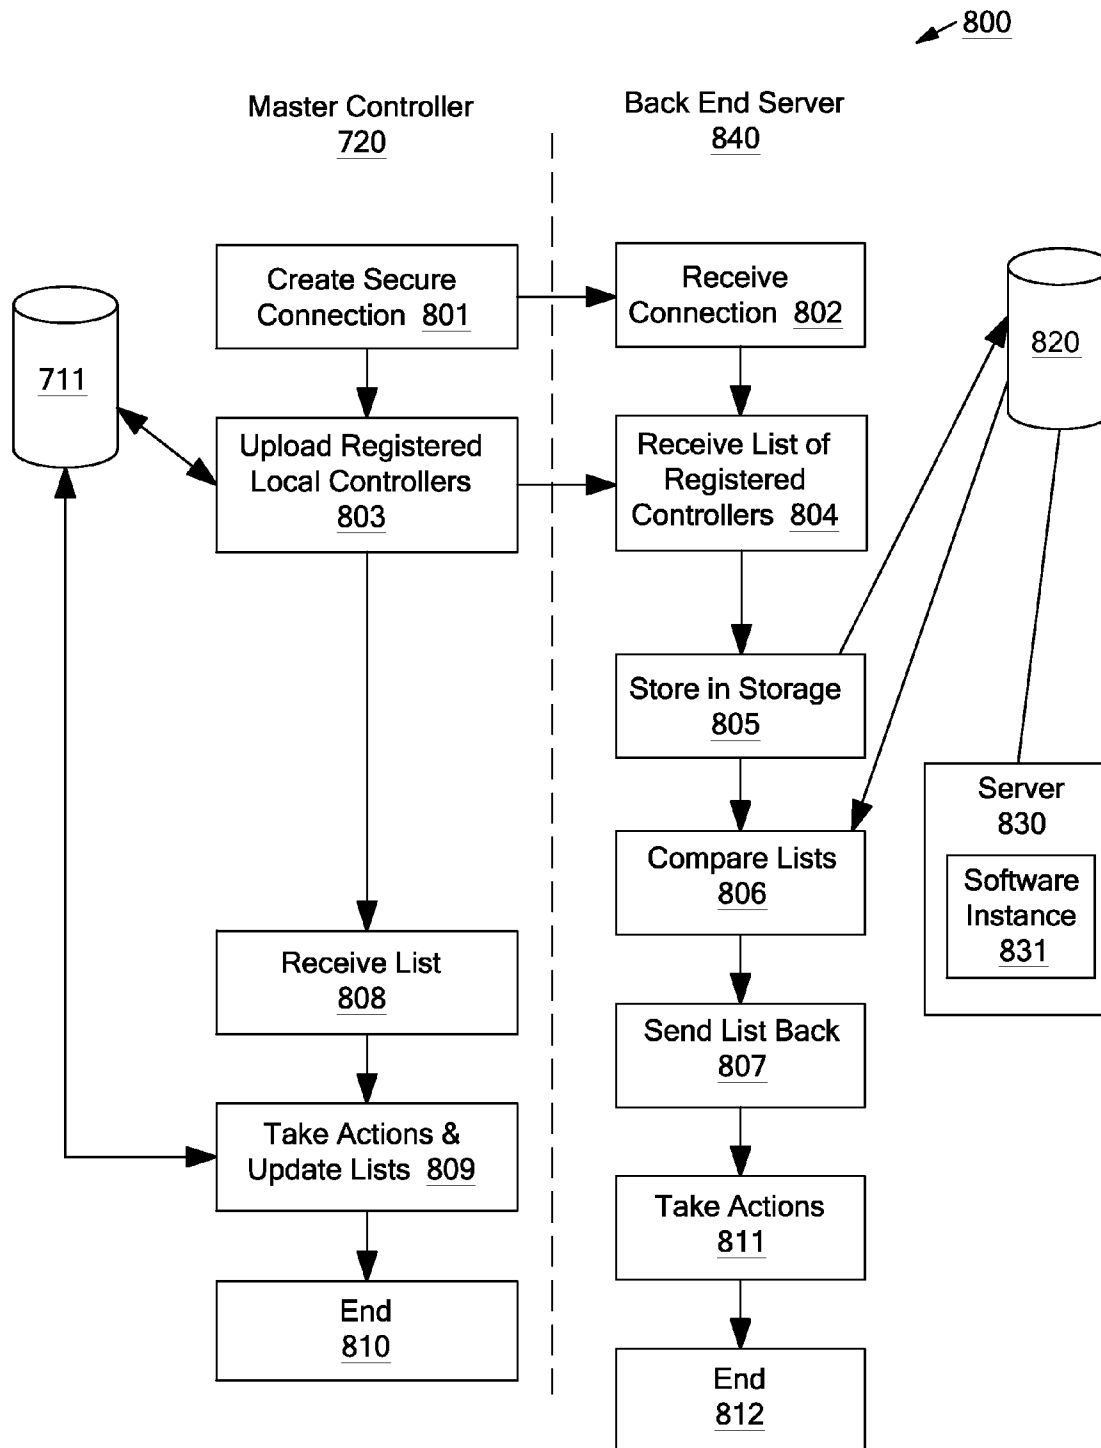 800
Master Controller
720
Back End Server
840
Create Secure
Connection 801
Receive
Connection 802
820
711
Upload Registered
Local Controllers
803
Receive List of
Registered
Controllers 804
Store in Storage
805
Server
830
Software
Instance
831
Compare Lists
806
Receive List
808
Send List Back
807
Take Actions &
Update Lists 809
Take Actions
811
End
810
End
812